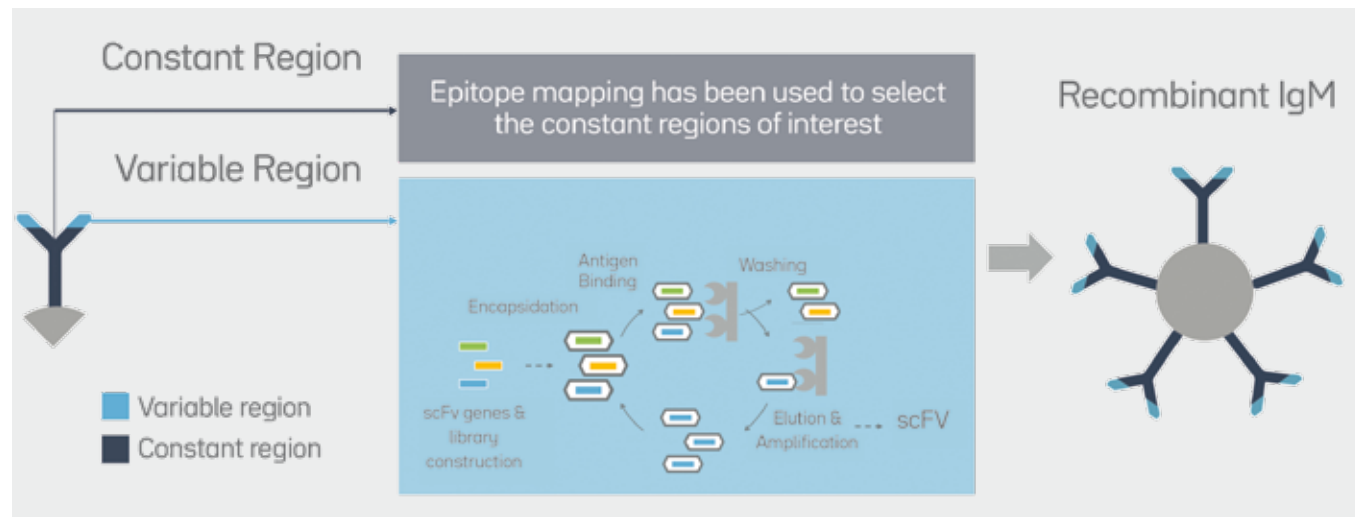 Constant Region
Epitope mapping has been used to select
the constant regions of interest
Recombinant IgM
Variable Region
Antigen
Binding
Washing
Encapsidation
scFv genes &
library
construction
Elution &
Amplification
scFV
Variable region
Constant region